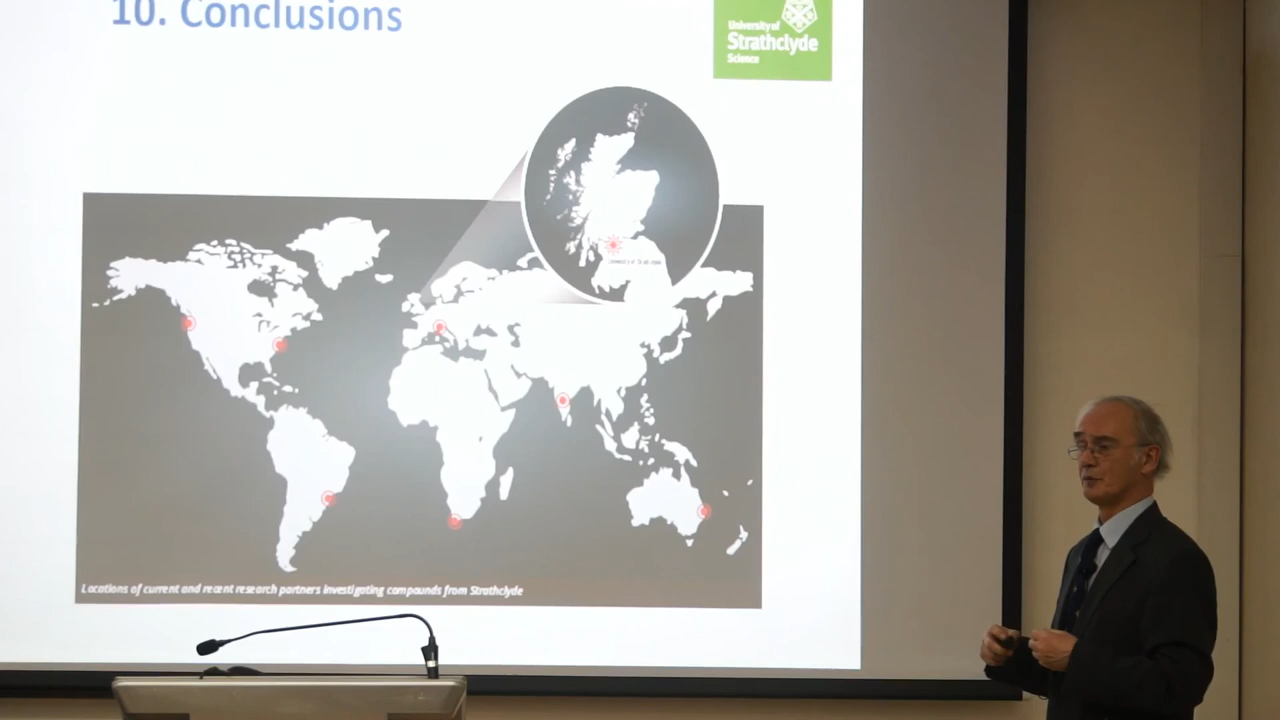 10. Conclusions
University of
Strathclyde
Science
Locations of current and recent research partners investigating compounds from Strathclyde